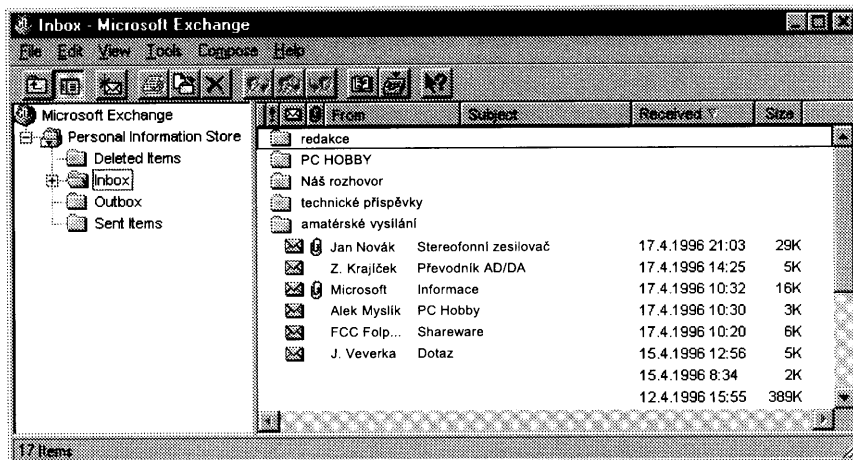 Inbox - Microsoft Exchange
File Edit View Tools Compose Help
Microsoft Exchange
Personal Information Store
Deleted Items
Inbox
Outbox
Sent Items
From Subject Received Size
redakce
PC HOBBY
Náš rozhovor
technické příspěvky
amatérské vysílání
Jan Novák Stereofonní zesilovač 17.4.1996 21:03 29K
Z. Krajíček Převodník AD/DA 17.4.1996 14:25 5K
Microsoft Informace 17.4.1996 10:32 16K
Alek Myslík PC Hobby 17.4.1996 10:30 3K
FCC Folp... Shareware 17.4.1996 10:20 6K
J. Veverka Dotaz 15.4.1996 12:56 5K
15.4.1996 8:34 2K
12.4.1996 15:55 389K
17 Items